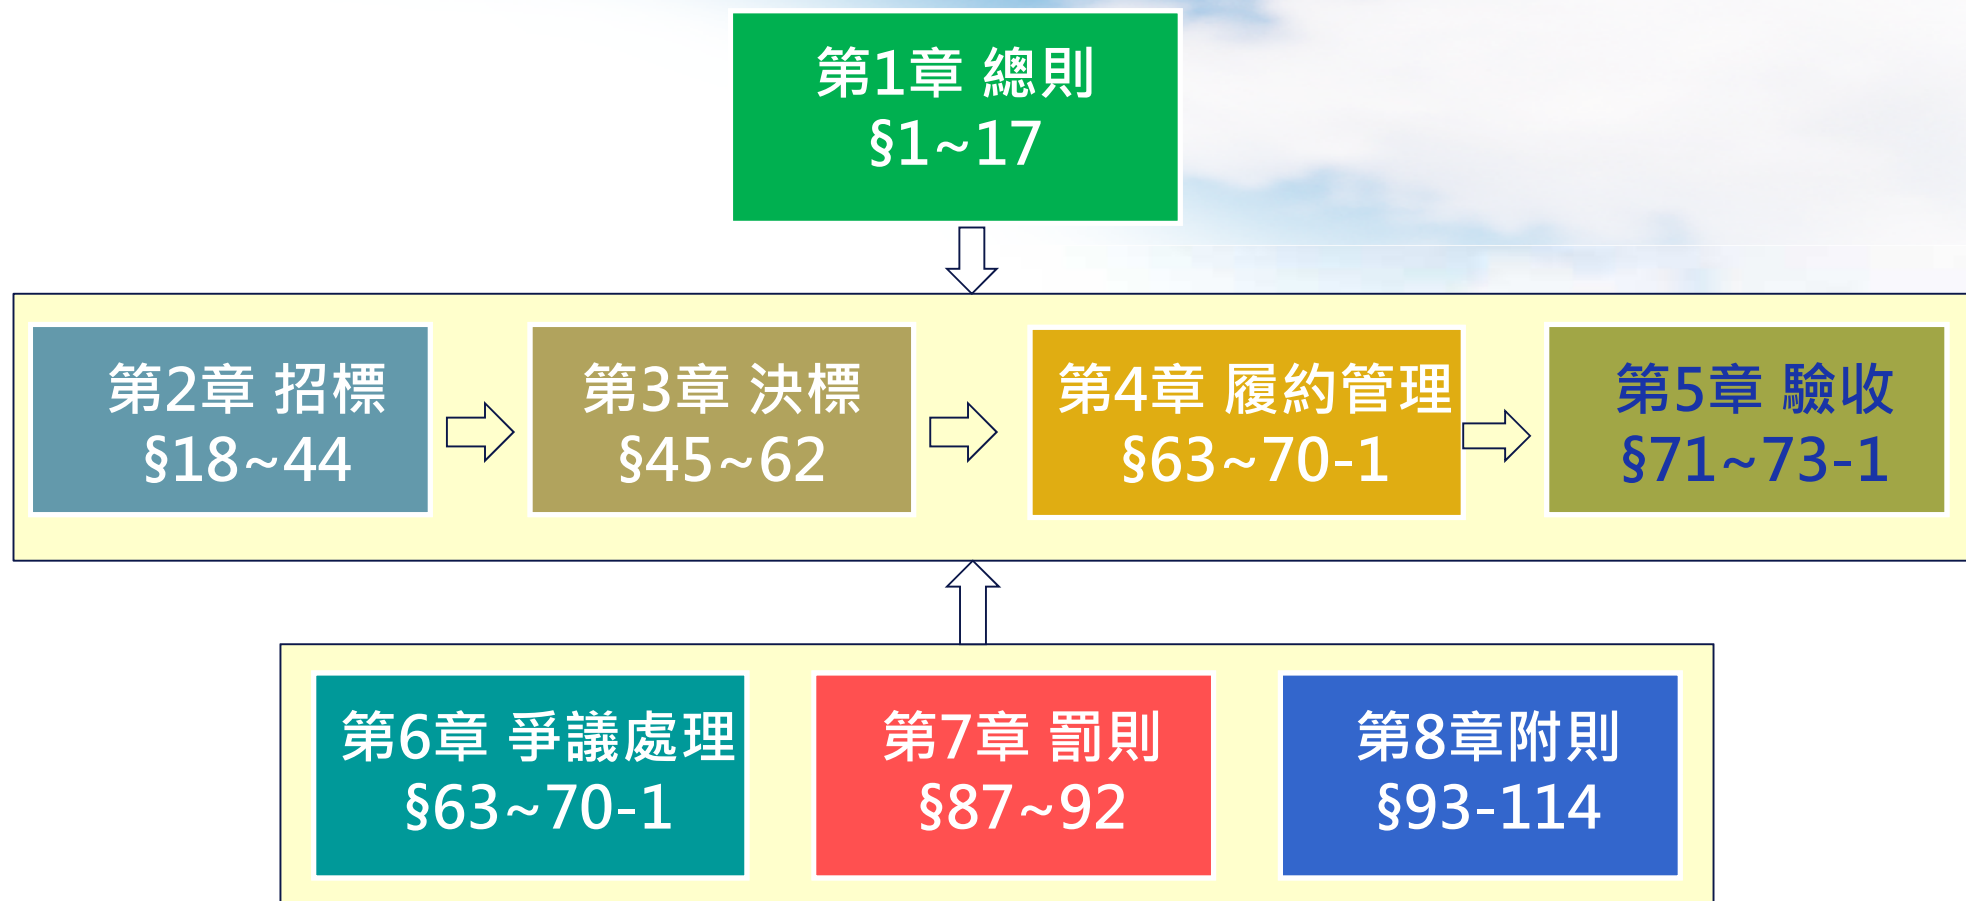 第1章 總則
§1~17
第2章 招標
§18~44
第3章 決標
§45~62
第4章 履約管理
§63~70-1
第5章 驗收
§71~73-1
第6章 爭議處理
§63~70-1
第7章 罰則
§87~92
第8章附則
§93-114